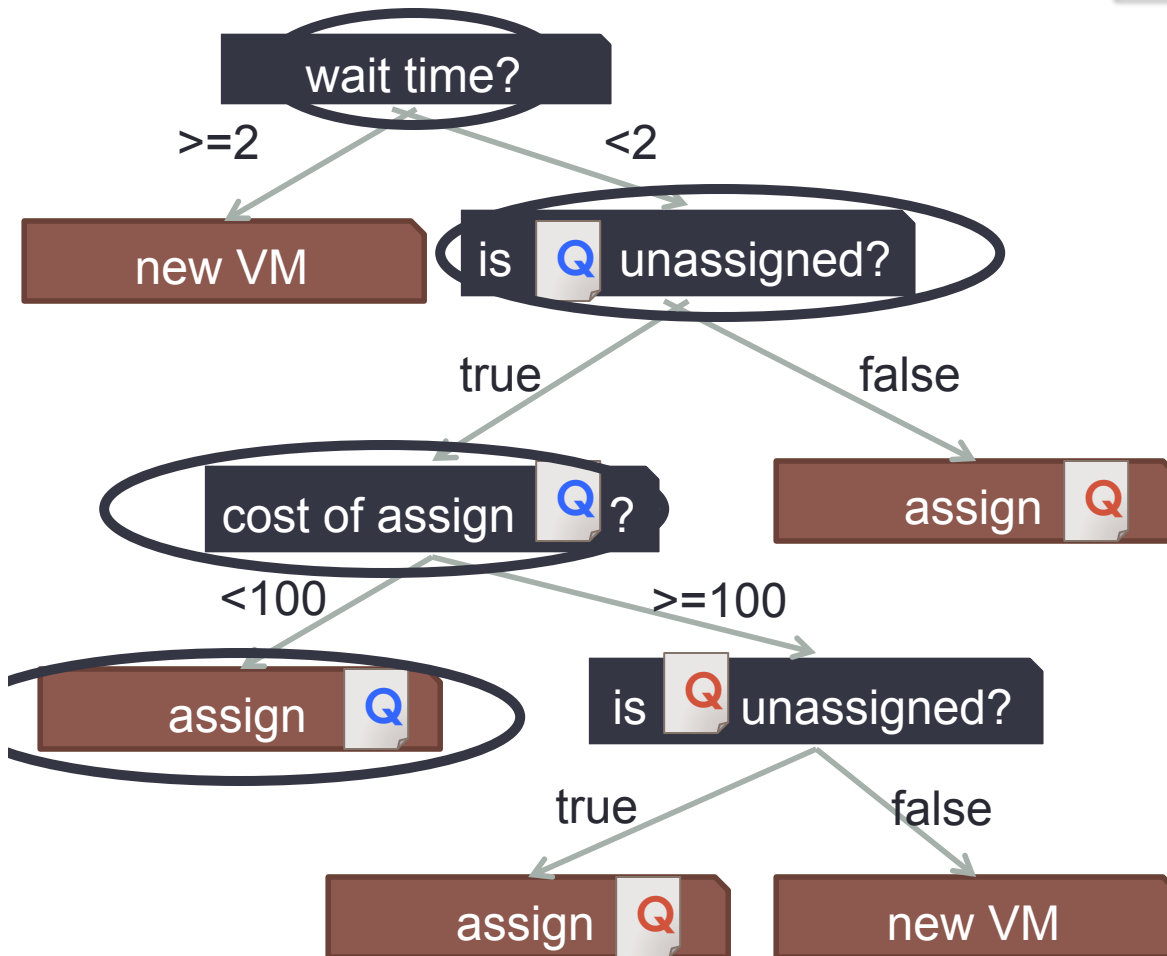 wait time?
>=2
<2
new VM
is Q unassigned?
true
false
cost of assign Q ?
assign Q
<100
>=100
assign Q
is Q unassigned?
true
false
assign Q
new VM